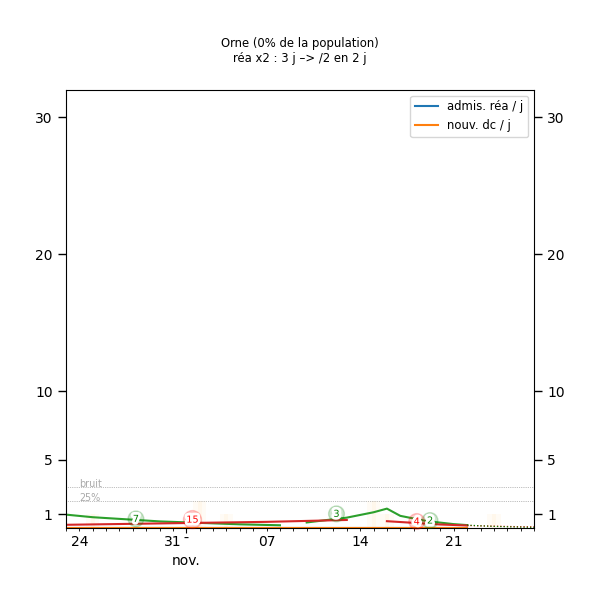 Orne (0% de la population)
réa x2 : 3 j –> /2 en 2 j
admis. réa / j
nouv. dc / j
30 30
20 20
10 10
5 5
bruit
25%
1 1
7 15 3 4 2
24 31 - 07 14 21
nov.